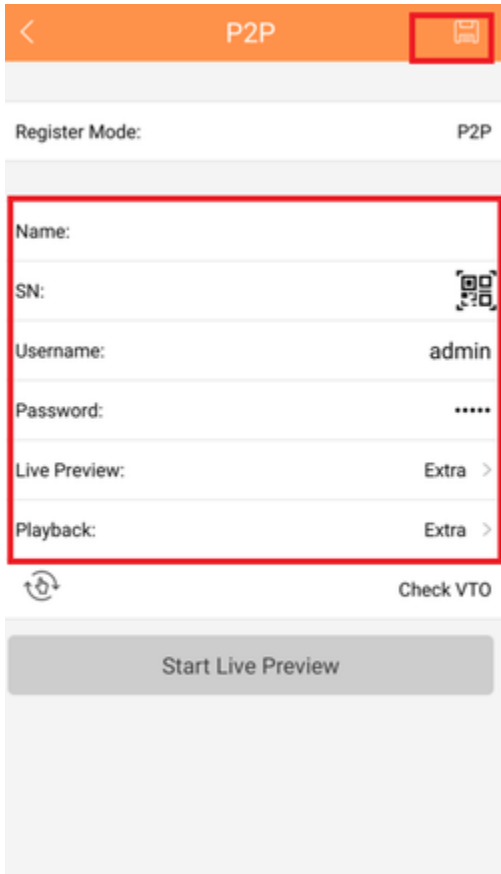 P2P
Register Mode: P2P
Name:
SN:
Username: admin
Password: •••••
Live Preview: Extra >
Playback: Extra >
Check VTO
Start Live Preview